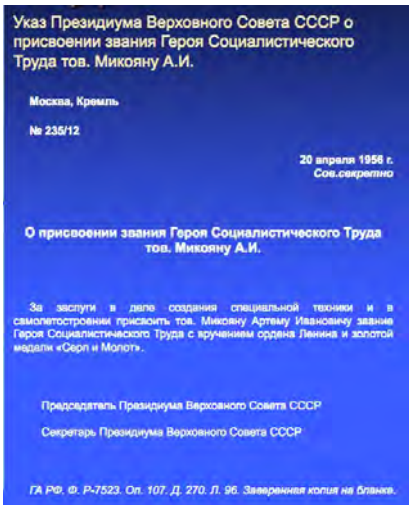 Указ Президиума Верховного Совета СССР о
присвоении звания Героя Социалистического
Труда тов. Микояну А.И.
Москва, Кремль
№ 235/12
20 апреля 1956 г.
Сов.секретно
О присвоении звания Героя Социалистического Труда
тов. Микояну А.И.
За заслуги в деле создания специальной техники и в
самолетостроении присвоить тов. Микояну Артему Ивановичу звание
Героя Социалистического Труда с вручением ордена Ленина и золотой
медали «Серп и Молот».
Председатель Президиума Верховного Совета СССР
Секретарь Президиума Верховного Совета СССР
ГА РФ. Ф. Р-7523. Оп. 107. Д. 270. Л. 96. Заверенная копия на бланке.